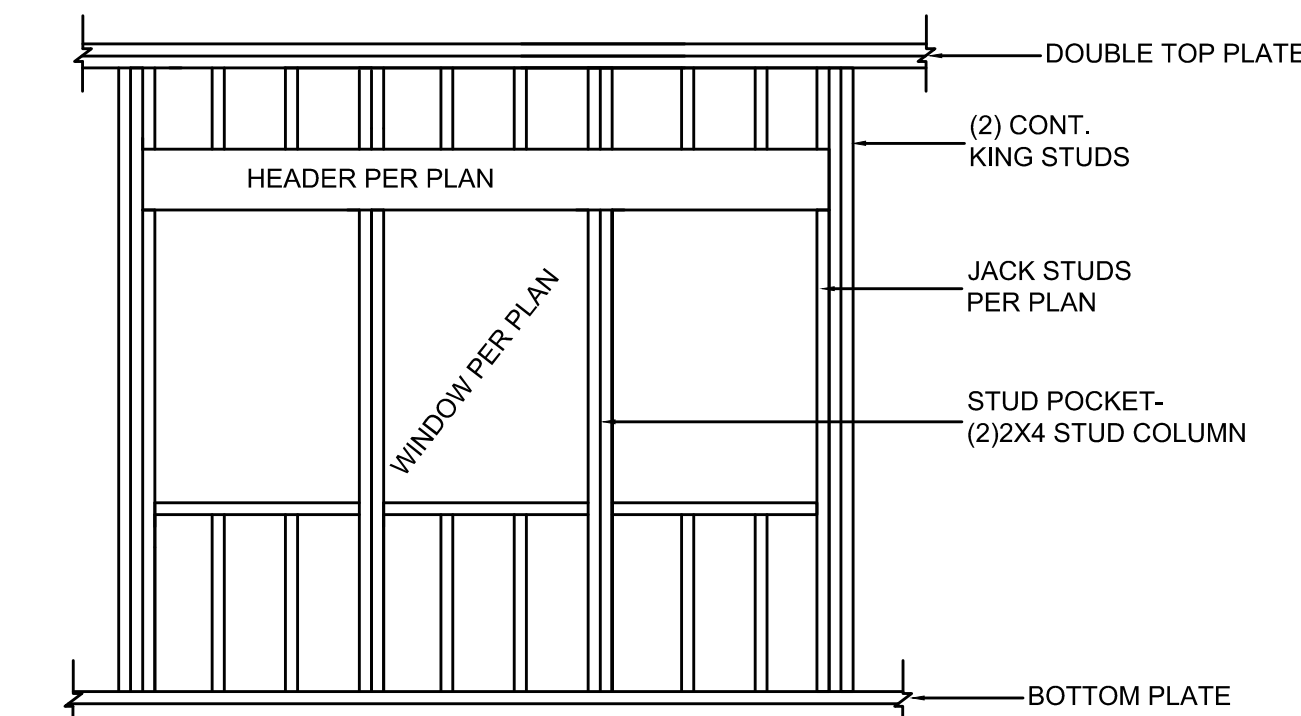 DOUBLE TOP PLATE
(2) CONT.
KING STUDS
HEADER PER PLAN
JACK STUDS
PER PLAN
WINDOW PER PLAN
STUD POCKET-
(2)2X4 STUD COLUMN
BOTTOM PLATE